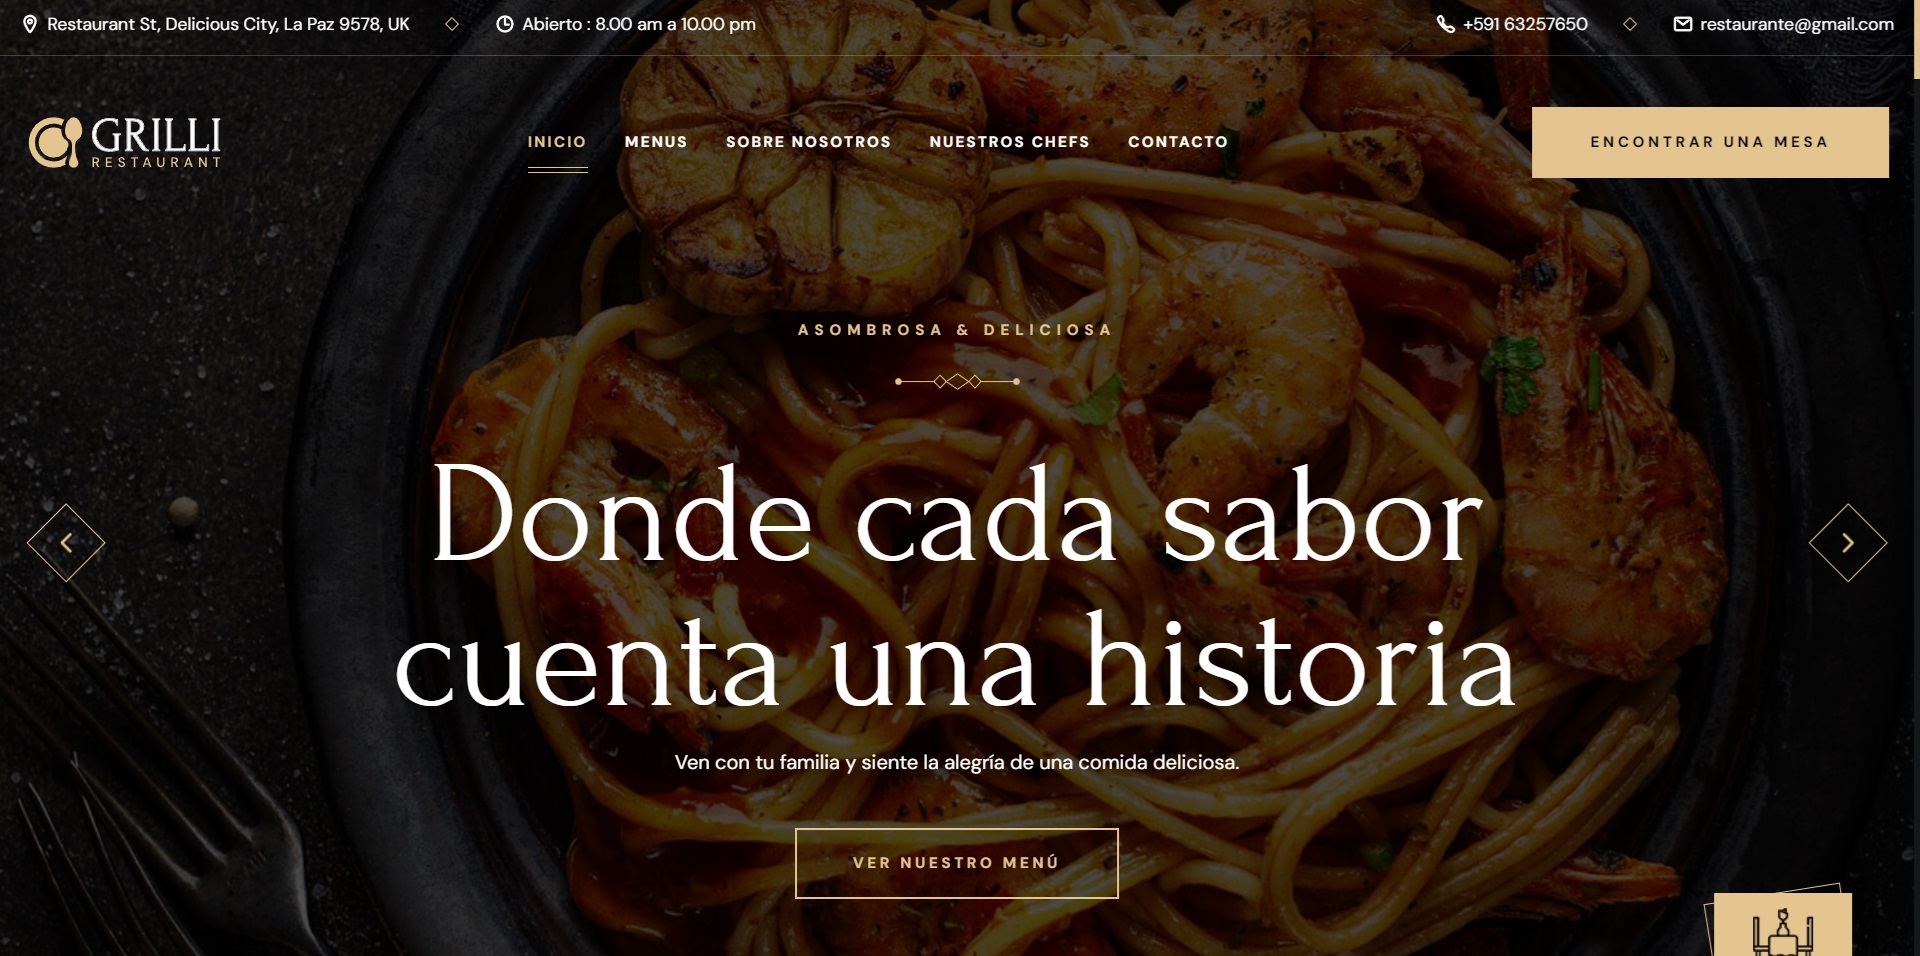 Restaurant St, Delicious City, La Paz 9578, UK
Abierto : 8.00 am a 10.00 pm
+591 63257650
restaurante@gmail.com
GRILLI
RESTAURANT
INICIO
MENUS
SOBRE NOSOTROS
NUESTROS CHEFS
CONTACTO
ENCONTRAR UNA MESA
ASOMBROSA & DELICIOSA
Donde cada sabor
cuenta una historia
Ven con tu familia y siente la alegría de una comida deliciosa.
VER NUESTRO MENÚ